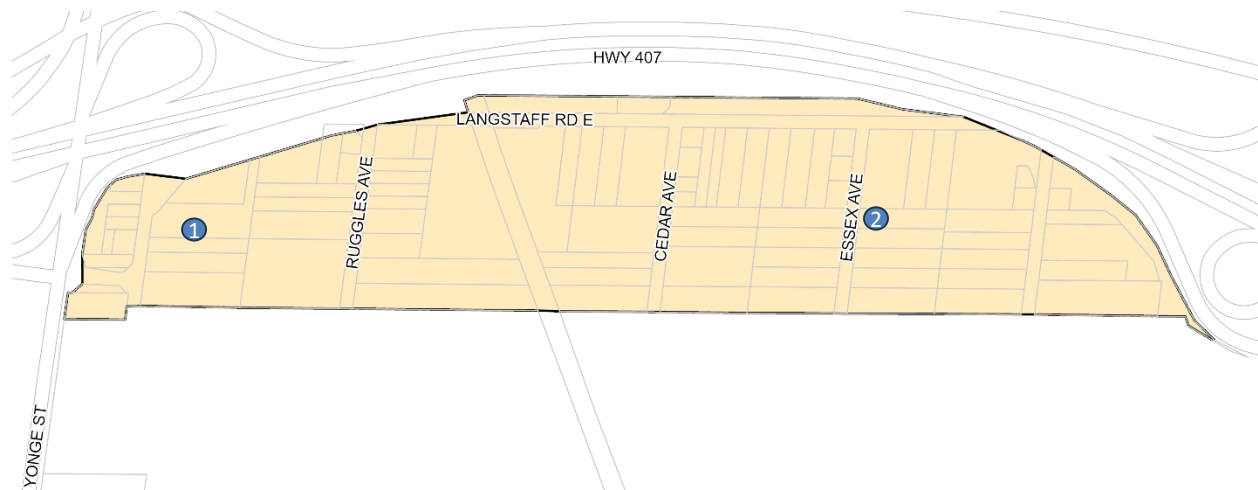 HWY 407
LANGSTAFF RD E
RUGGLES AVE
CEDAR AVE
ESSEX AVE
1
2
YONGE ST